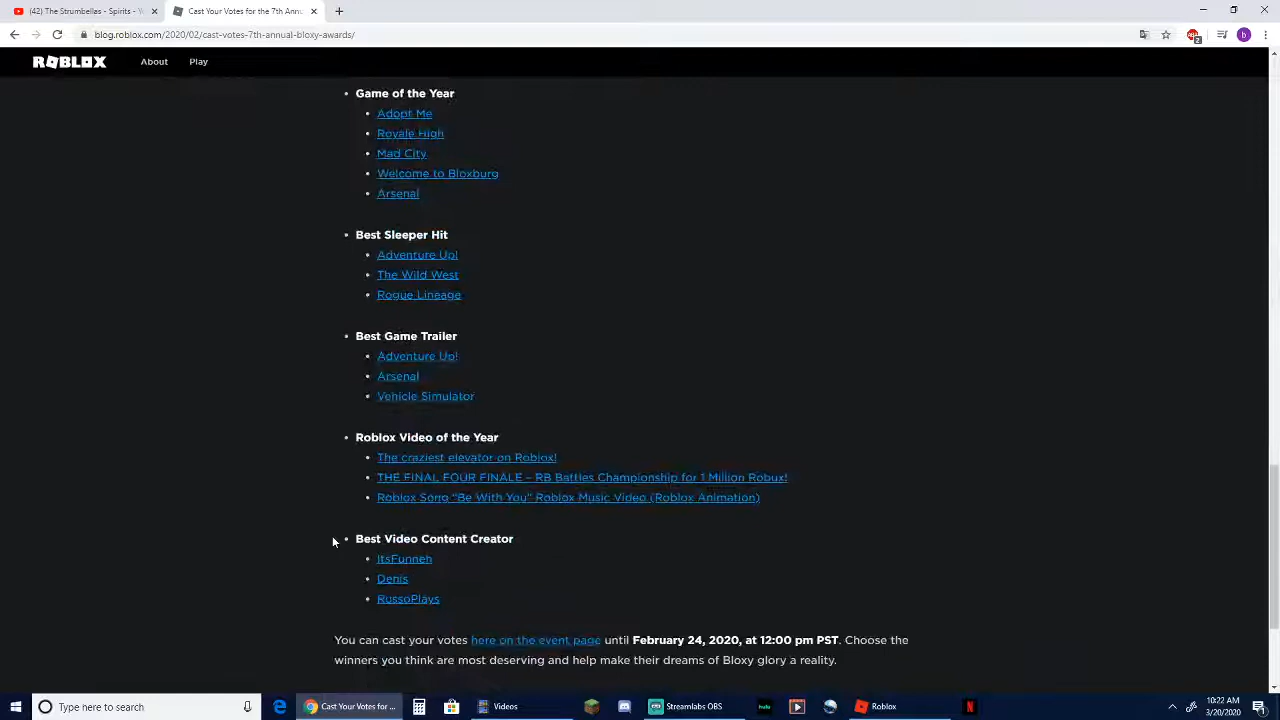 (42) The Strumbellas - Spirits - Y
Cast Your Votes for the 7th Annu
blog.roblox.com/2020/02/cast-votes-7th-annual-bloxy-awards/
2
b
ROBLOX
About
Play
Game of the Year
Adopt Me
Royale High
Mad City
Welcome to Bloxburg
Arsenal
Best Sleeper Hit
Adventure Up!
The Wild West
Rogue Lineage
Best Game Trailer
Adventure Up!
Arsenal
Vehicle Simulator
Roblox Video of the Year
The craziest elevator on Roblox!
THE FINAL FOUR FINALE – RB Battles Championship for 1 Million Robux!
Roblox Song “Be With You” Roblox Music Video (Roblox Animation)
Best Video Content Creator
ItsFunneh
Denis
RussoPlays
You can cast your votes here on the event page until February 24, 2020, at 12:00 pm PST. Choose the
winners you think are most deserving and help make their dreams of Bloxy glory a reality.
Type here to search
Cast Your Votes for ...
Videos
Streamlabs OBS
hulu
Roblox
N
10:22 AM
3/20/2020
1